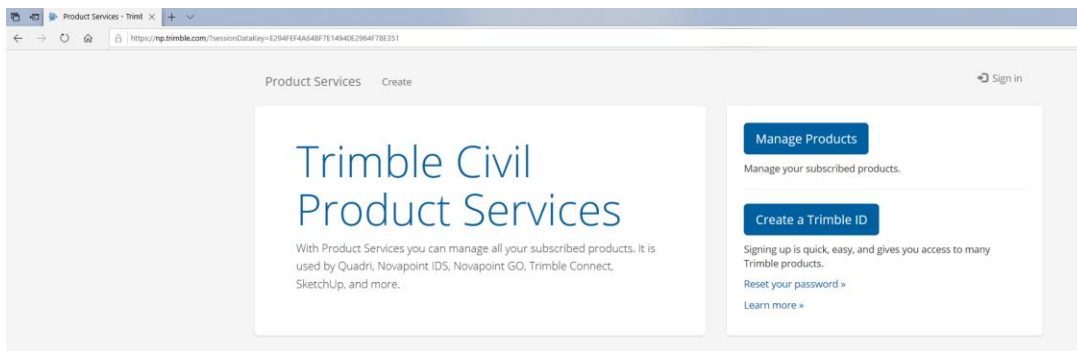 Product Services - Trimb
https://np.trimble.com/?sessionDataKey=E294FEF4A648F7E14940E2964F78E351
Product Services Create
Sign in
Trimble Civil
Product Services
With Product Services you can manage all your subscribed products. It is
used by Quadri, Novapoint IDS, Novapoint GO, Trimble Connect,
SketchUp, and more.
Manage Products
Manage your subscribed products.
Create a Trimble ID
Signing up is quick, easy, and gives you access to many
Trimble products.
Reset your password »
Learn more »